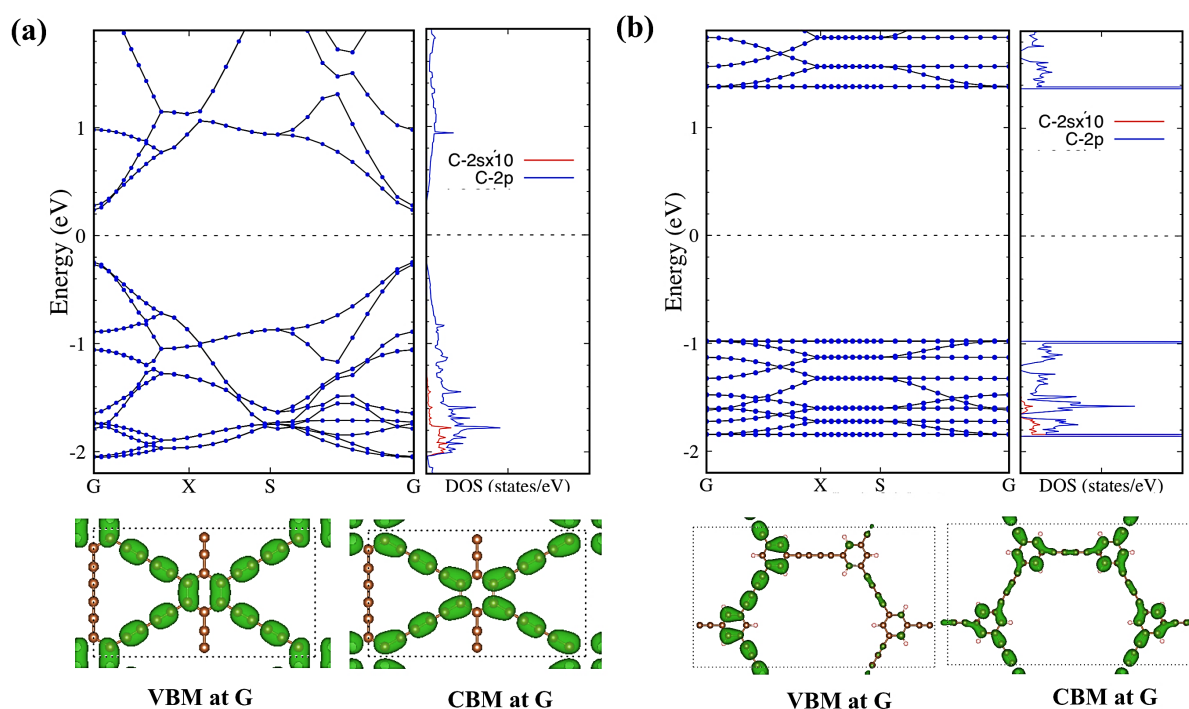 (a)
Energy (eV)
1
0
-1
-2
G X S G
C-2sx10
C-2p
DOS (states/eV)
VBM at G
CBM at G
(b)
Energy (eV)
1
0
-1
-2
G X S G
C-2sx10
C-2p
DOS (states/eV)
VBM at G
CBM at G